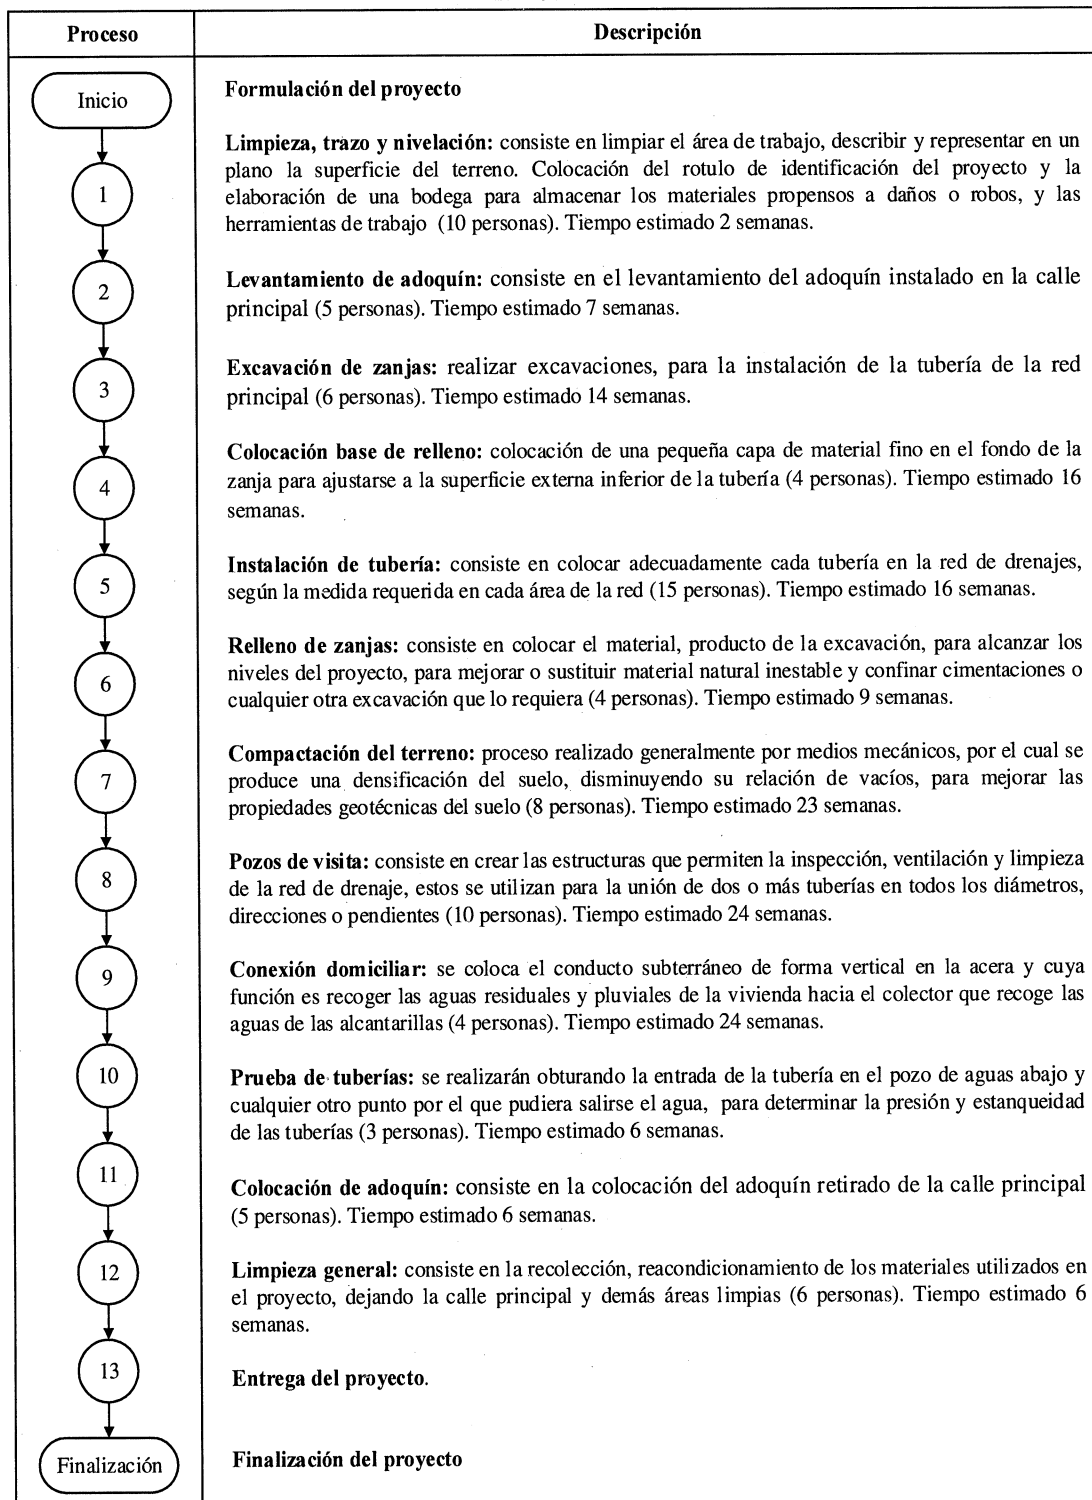 Proceso
Descripción
Inicio
Formulación del proyecto
1
Limpieza, trazo y nivelación: consiste en limpiar el área de trabajo, describir y representar en un
plano la superficie del terreno. Colocación del rotulo de identificación del proyecto y la
elaboración de una bodega para almacenar los materiales propensos a daños o robos, y las
herramientas de trabajo (10 personas). Tiempo estimado 2 semanas.
2
Levantamiento de adoquín: consiste en el levantamiento del adoquín instalado en la calle
principal (5 personas). Tiempo estimado 7 semanas.
3
Excavación de zanjas: realizar excavaciones, para la instalación de la tubería de la red
principal (6 personas). Tiempo estimado 14 semanas.
4
Colocación base de relleno: colocación de una pequeña capa de material fino en el fondo de la
zanja para ajustarse a la superficie externa inferior de la tubería (4 personas). Tiempo estimado 16
semanas.
5
Instalación de tubería: consiste en colocar adecuadamente cada tubería en la red de drenajes,
según la medida requerida en cada área de la red (15 personas). Tiempo estimado 16 semanas.
6
Relleno de zanjas: consiste en colocar el material, producto de la excavación, para alcanzar los
niveles del proyecto, para mejorar o sustituir material natural inestable y confinar cimentaciones o
cualquier otra excavación que lo requiera (4 personas). Tiempo estimado 9 semanas.
7
Compactación del terreno: proceso realizado generalmente por medios mecánicos, por el cual se
produce una densificación del suelo, disminuyendo su relación de vacíos, para mejorar las
propiedades geotécnicas del suelo (8 personas). Tiempo estimado 23 semanas.
8
Pozos de visita: consiste en crear las estructuras que permiten la inspección, ventilación y limpieza
de la red de drenaje, estos se utilizan para la unión de dos o más tuberías en todos los diámetros,
direcciones o pendientes (10 personas). Tiempo estimado 24 semanas.
9
Conexión domiciliar: se coloca el conducto subterráneo de forma vertical en la acera y cuya
función es recoger las aguas residuales y pluviales de la vivienda hacia el colector que recoge las
aguas de las alcantarillas (4 personas). Tiempo estimado 24 semanas.
10
Prueba de tuberías: se realizarán obturando la entrada de la tubería en el pozo de aguas abajo y
cualquier otro punto por el que pudiera salirse el agua, para determinar la presión y estanqueidad
de las tuberías (3 personas). Tiempo estimado 6 semanas.
11
Colocación de adoquín: consiste en la colocación del adoquín retirado de la calle principal
(5 personas). Tiempo estimado 6 semanas.
12
Limpieza general: consiste en la recolección, reacondicionamiento de los materiales utilizados en
el proyecto, dejando la calle principal y demás áreas limpias (6 personas). Tiempo estimado 6
semanas.
13
Entrega del proyecto.
Finalización
Finalización del proyecto